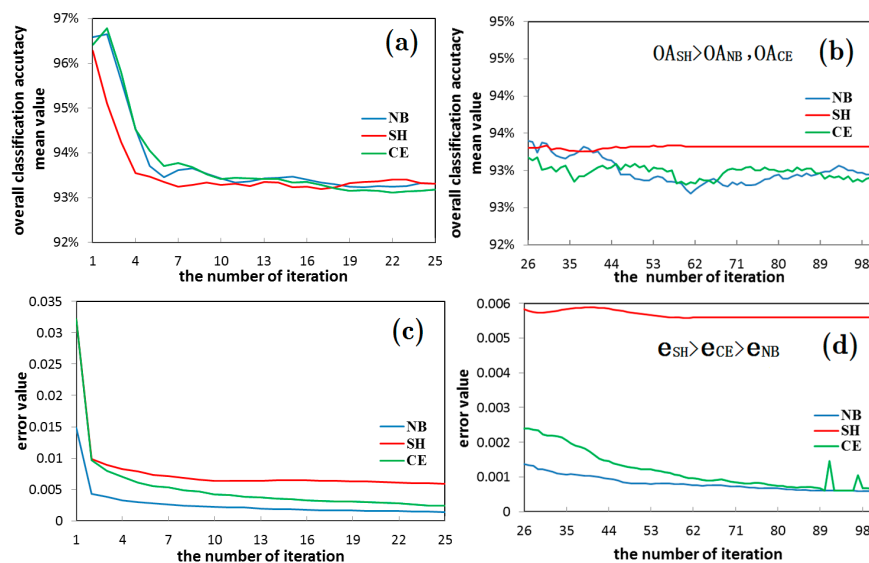 (a)
97%
96%
95%
94%
93%
92%
overall classification accutacy
mean value
NB
SH
CE
1 4 7 10 13 16 19 22 25
the number of iteration
(b)
OASH>OANB,OACE
95%
95%
94%
94%
93%
93%
92%
overall classification accutacy
mean value
NB
SH
CE
26 35 44 53 62 71 80 89 98
the number of iteration
(c)
0.035
0.03
0.025
0.02
0.015
0.01
0.005
0
error value
NB
SH
CE
1 4 7 10 13 16 19 22 25
the number of iteration
(d)
eSH>eCE>eNB
0.006
0.005
0.004
0.003
0.002
0.001
0
error value
NB
SH
CE
26 35 44 53 62 71 80 89 98
the number of iteration